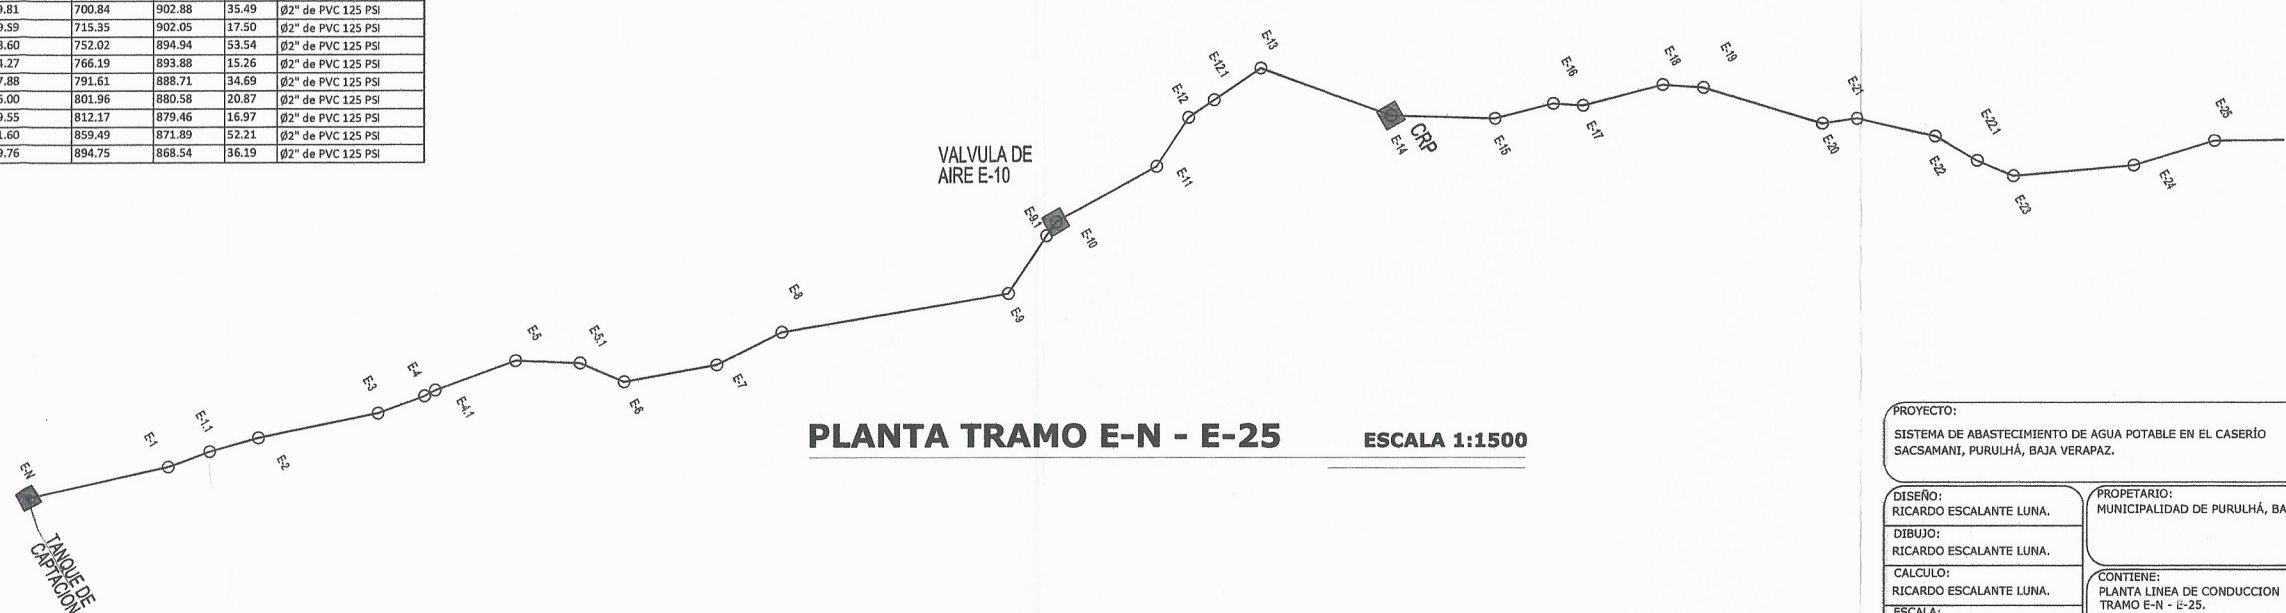 9.81 700.84 902.88 35.49 Ø2" de PVC 125 PSI
9.59 715.35 902.05 17.50 Ø2" de PVC 125 PSI
8.60 752.02 894.94 53.54 Ø2" de PVC 125 PSI
766.19 893.88 15.26 Ø2" de PVC 125 PSI
7.88 791.61 888.71 34.69 Ø2" de PVC 125 PSI
801.96 880.58 20.87 Ø2" de PVC 125 PSI
9.55 812.17 879.46 16.97 Ø2" de PVC 125 PSI
859.49 871.89 52.21 Ø2" de PVC 125 PSI
9.76 894.75 868.54 36.19 Ø2" de PVC 125 PSI
E-N
TANQUE DE
CAPTACION
E-1
E-1.1
E-2
E-3
E-4
E-4.1
E-5
E-5.1
E-6
E-7
E-8
E-9
E-9.1
VALVULA DE
AIRE E-10
E-10
E-11
E-12
E-12.1
E-13
E-14
CRP
E-15
E-16
E-17
E-18
E-19
E-20
E-21
E-22
E-22.1
E-23
E-24
E-25
PLANTA TRAMO E-N - E-25 ESCALA 1:1500
PROYECTO:
SISTEMA DE ABASTECIMIENTO DE AGUA POTABLE EN EL CASERÍO
SACSAMANI, PURULHÁ, BAJA VERAPAZ.
DISEÑO:
RICARDO ESCALANTE LUNA.
DIBUJO:
RICARDO ESCALANTE LUNA.
CALCULO:
RICARDO ESCALANTE LUNA.
ESCALA:
PROPETARIO:
MUNICIPALIDAD DE PURULHÁ, BA
CONTIENE:
PLANTA LINEA DE CONDUCCION
TRAMO E-N - E-25.